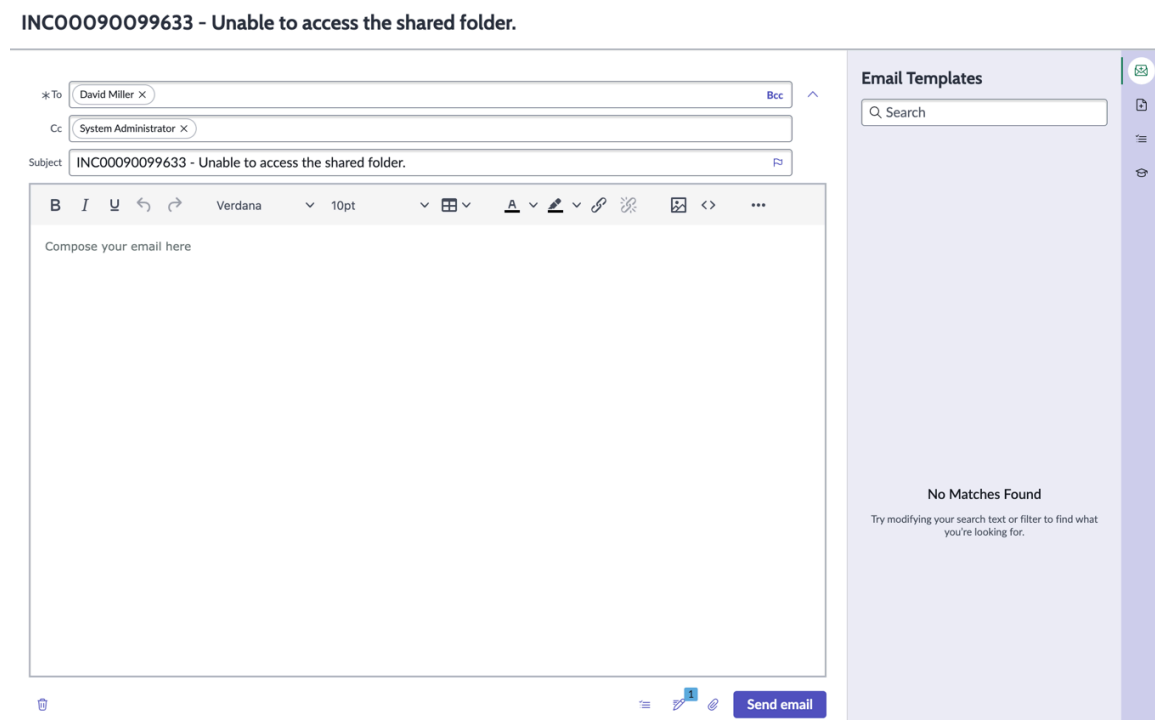 INC00090099633 - Unable to access the shared folder.
Email Templates
To David Miller Bcc
Search
Cc System Administrator
Subject INC00090099633 - Unable to access the shared folder.
B I U Verdana 10pt A
Compose your email here
No Matches Found
Try modifying your search text or filter to find what
you're looking for.
1
Send email